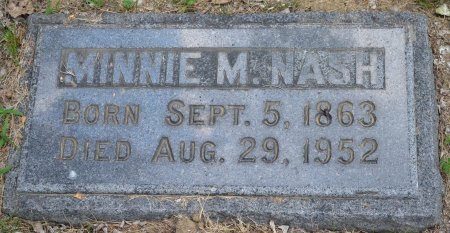 MINNIE M. NASH
BORN SEPT. 5, 1863
DIED AUG. 29, 1952